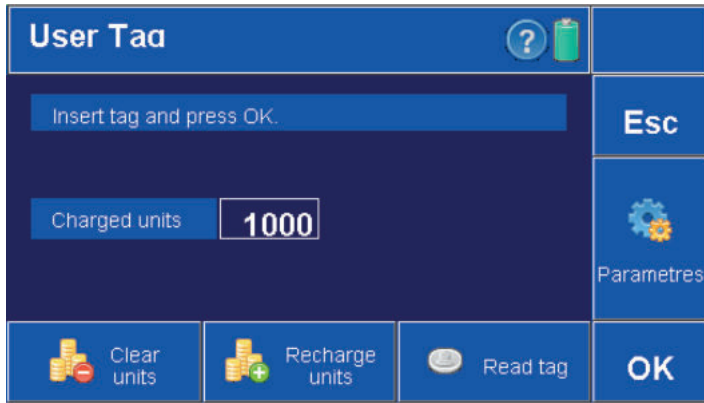 User Tag
?
Insert tag and press OK.
Esc
Charged units
1000
Parametres
Clear
units
Recharge
units
Read tag
OK